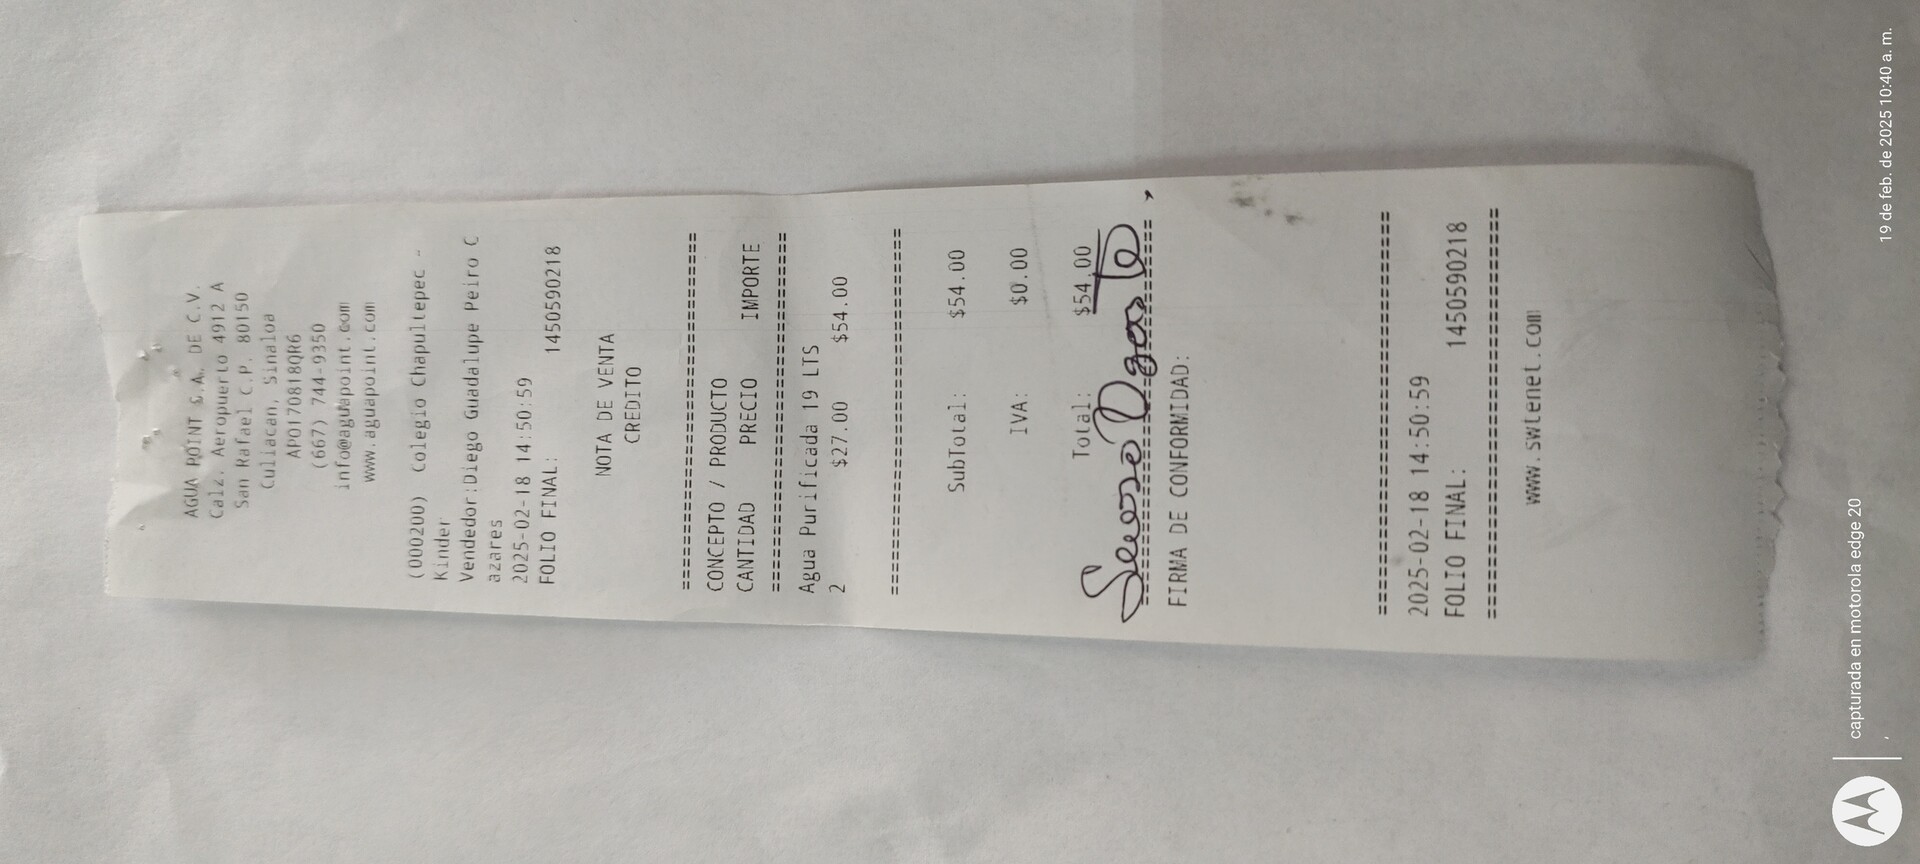 AGUA POINT S.A. DE C.V.
Calz. Aeropuerto 4912 A
San Rafael C.P. 80150
Culiacan, Sinaloa
APO170818QR6
(667) 744-9350
info@aguapoint.com
www.aguapoint.com
(000200) Colegio Chapultepec -
Kinder
Vendedor:Diego Guadalupe Peiro C
azares
2025-02-18 14:50:59
FOLIO FINAL: 1450590218
NOTA DE VENTA
CREDITO
================================
CONCEPTO / PRODUCTO
CANTIDAD PRECIO IMPORTE
================================
Agua Purificada 19 LTS
2 $27.00 $54.00
================================
SubTotal: $54.00
IVA: $0.00
Total: $54.00
================================
FIRMA DE CONFORMIDAD:
================================
2025-02-18 14:50:59
FOLIO FINAL: 1450590218
================================
www.swtenet.com
capturada en motorola edge 20
19 de feb. de 2025 10:40 a. m.